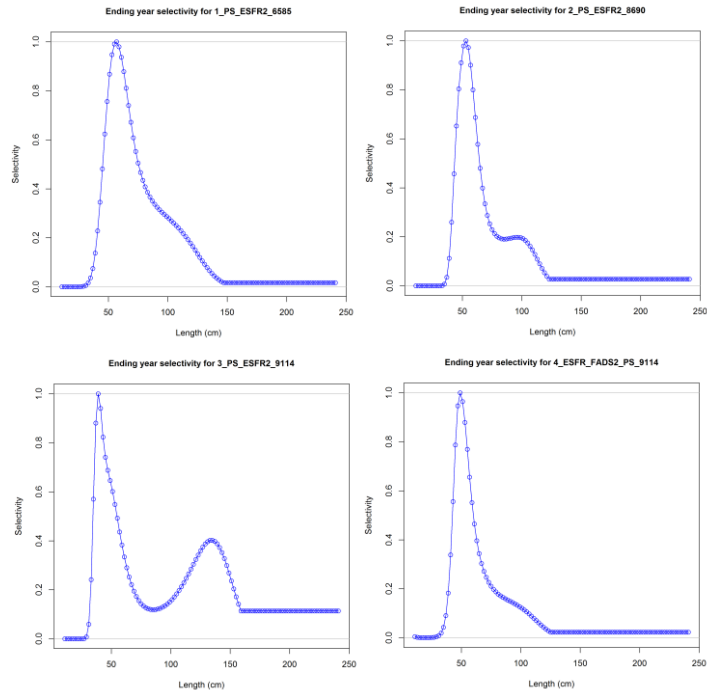 Ending year selectivity for 1_PS_ESFR2_6585
Selectivity
1.0
0.8
0.6
0.4
0.2
0.0
50 100 150 200 250
Length (cm)
Ending year selectivity for 2_PS_ESFR2_8690
Selectivity
1.0
0.8
0.6
0.4
0.2
0.0
50 100 150 200 250
Length (cm)
Ending year selectivity for 3_PS_ESFR2_9114
Selectivity
1.0
0.8
0.6
0.4
0.2
0.0
50 100 150 200 250
Length (cm)
Ending year selectivity for 4_ESFR_FADS2_PS_9114
Selectivity
1.0
0.8
0.6
0.4
0.2
0.0
50 100 150 200 250
Length (cm)